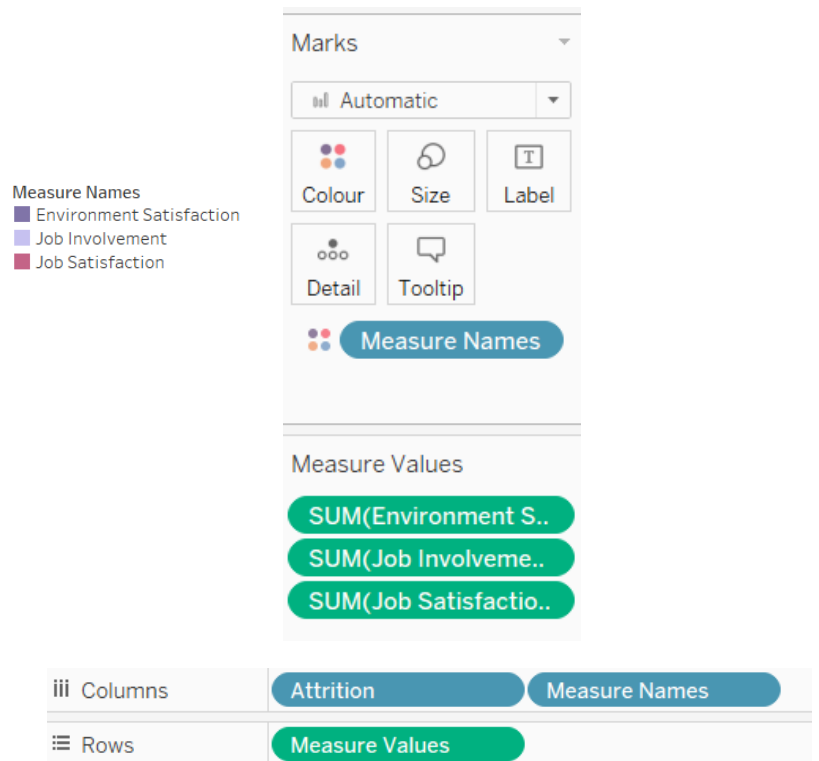 Marks
Automatic
Colour Size Label
Detail Tooltip
Measure Names
Measure Names
Environment Satisfaction
Job Involvement
Job Satisfaction
Measure Values
SUM(Environment S..
SUM(Job Involveme..
SUM(Job Satisfactio..
Columns Attrition Measure Names
Rows Measure Values